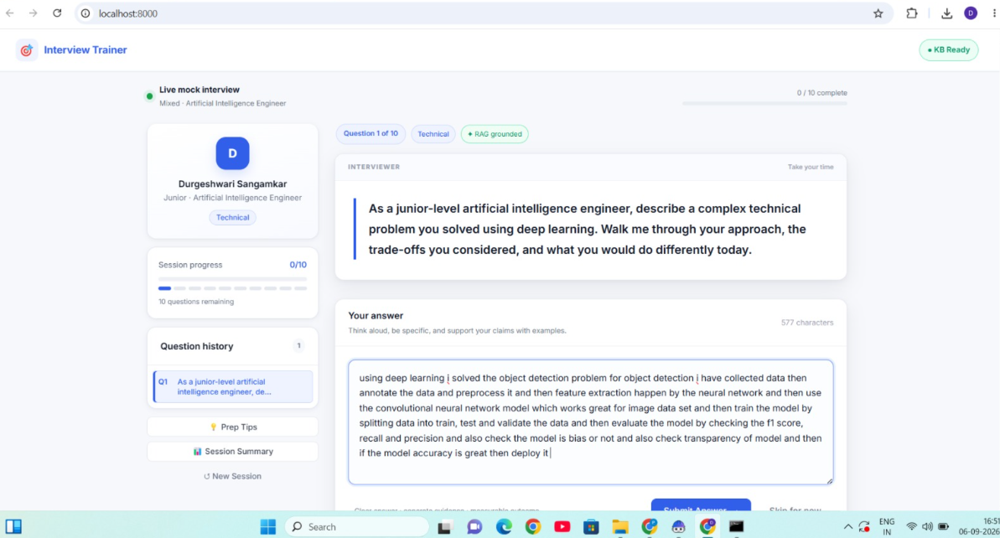 localhost:8000
D
Interview Trainer
• KB Ready
Live mock interview
Mixed · Artificial Intelligence Engineer
0 / 10 complete
D
Durgeshwari Sangamkar
Junior · Artificial Intelligence Engineer
Technical
Session progress
0/10
10 questions remaining
Question history
1
Q1
As a junior-level artificial
intelligence engineer, de...
Prep Tips
Session Summary
↺ New Session
Question 1 of 10
Technical
✦ RAG grounded
INTERVIEWER
Take your time
As a junior-level artificial intelligence engineer, describe a complex technical
problem you solved using deep learning. Walk me through your approach, the
trade-offs you considered, and what you would do differently today.
Your answer
Think aloud, be specific, and support your claims with examples.
577 characters
using deep learning i solved the object detection problem for object detection i have collected data then
annotate the data and preprocess it and then feature extraction happen by the neural network and then use
the convolutional neural network model which works great for image data set and then train the model by
splitting data into train, test and validate the data and then evaluate the model by checking the f1 score,
recall and precision and also check the model is bias or not and also check transparency of model and then
if the model accuracy is great then deploy it
Clear answer · concrete evidence · measurable outcome
Submit Answer
Skip for now
Search
ENG
IN
06-09-20